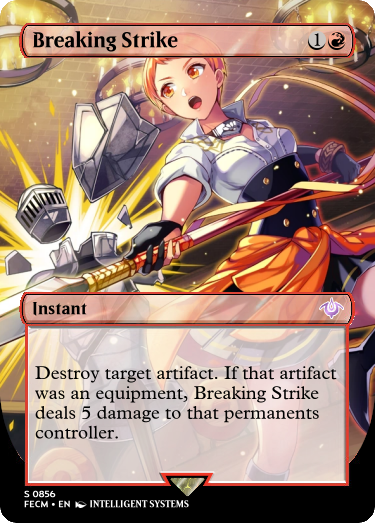 Breaking Strike 1
Instant
Destroy target artifact. If that artifact
was an equipment, Breaking Strike
deals 5 damage to that permanents
controller.
S 0856
FECM • EN INTELLIGENT SYSTEMS